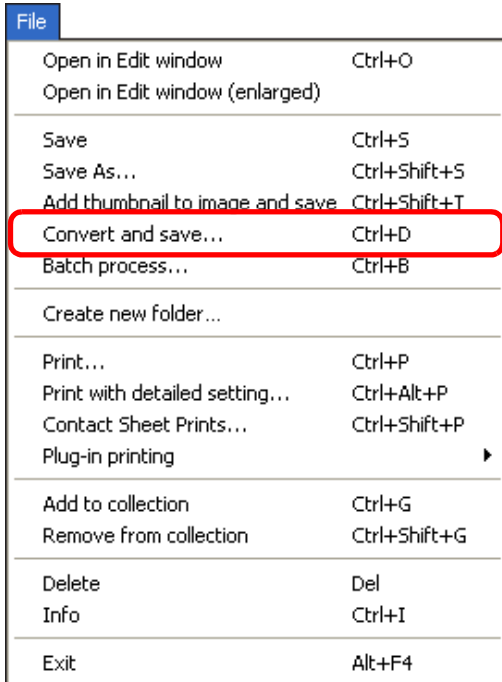 File
Open in Edit window Ctrl+O
Open in Edit window (enlarged)
Save Ctrl+S
Save As... Ctrl+Shift+S
Add thumbnail to image and save Ctrl+Shift+T
Convert and save... Ctrl+D
Batch process... Ctrl+B
Create new folder...
Print... Ctrl+P
Print with detailed setting... Ctrl+Alt+P
Contact Sheet Prints... Ctrl+Shift+P
Plug-in printing
Add to collection Ctrl+G
Remove from collection Ctrl+Shift+G
Delete Del
Info Ctrl+I
Exit Alt+F4